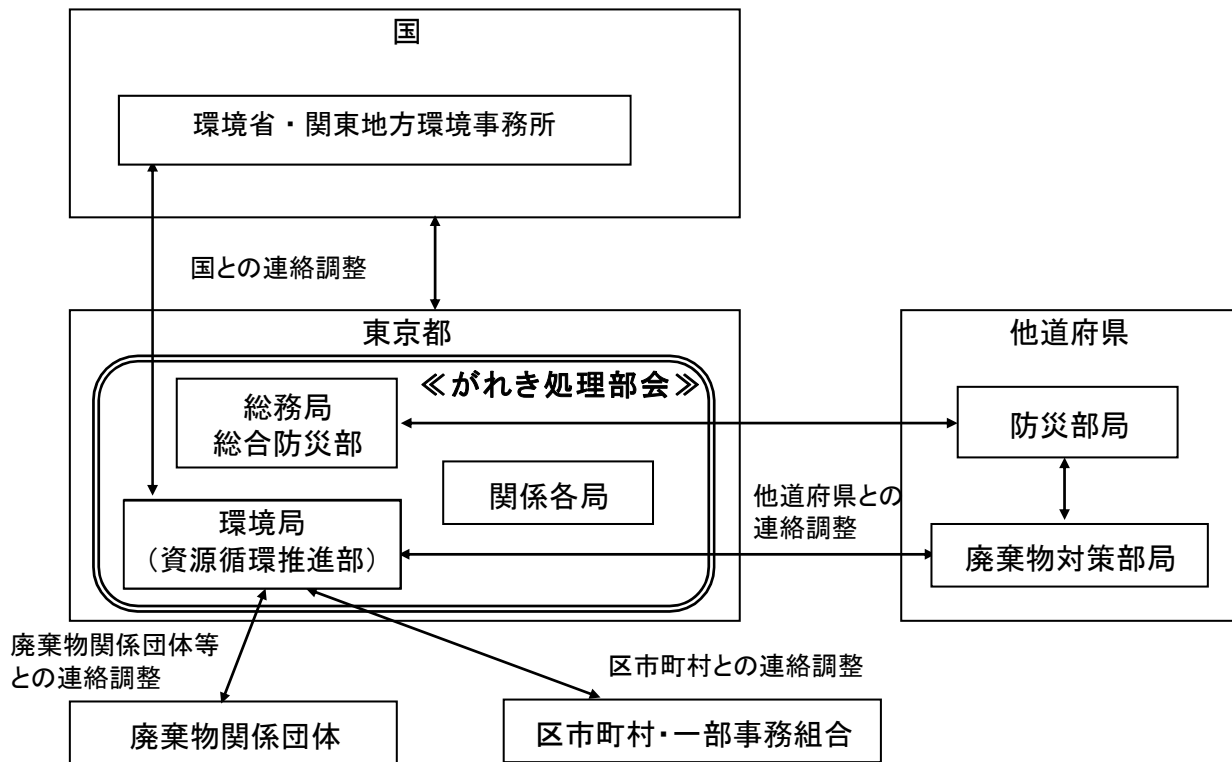 国
環境省・関東地方環境事務所
国との連絡調整
東京都
≪がれき処理部会≫
総務局
総合防災部
関係各局
環境局
（資源循環推進部）
他道府県
防災部局
他道府県との
連絡調整
廃棄物対策部局
廃棄物関係団体等
との連絡調整
区市町村との連絡調整
廃棄物関係団体
区市町村・一部事務組合